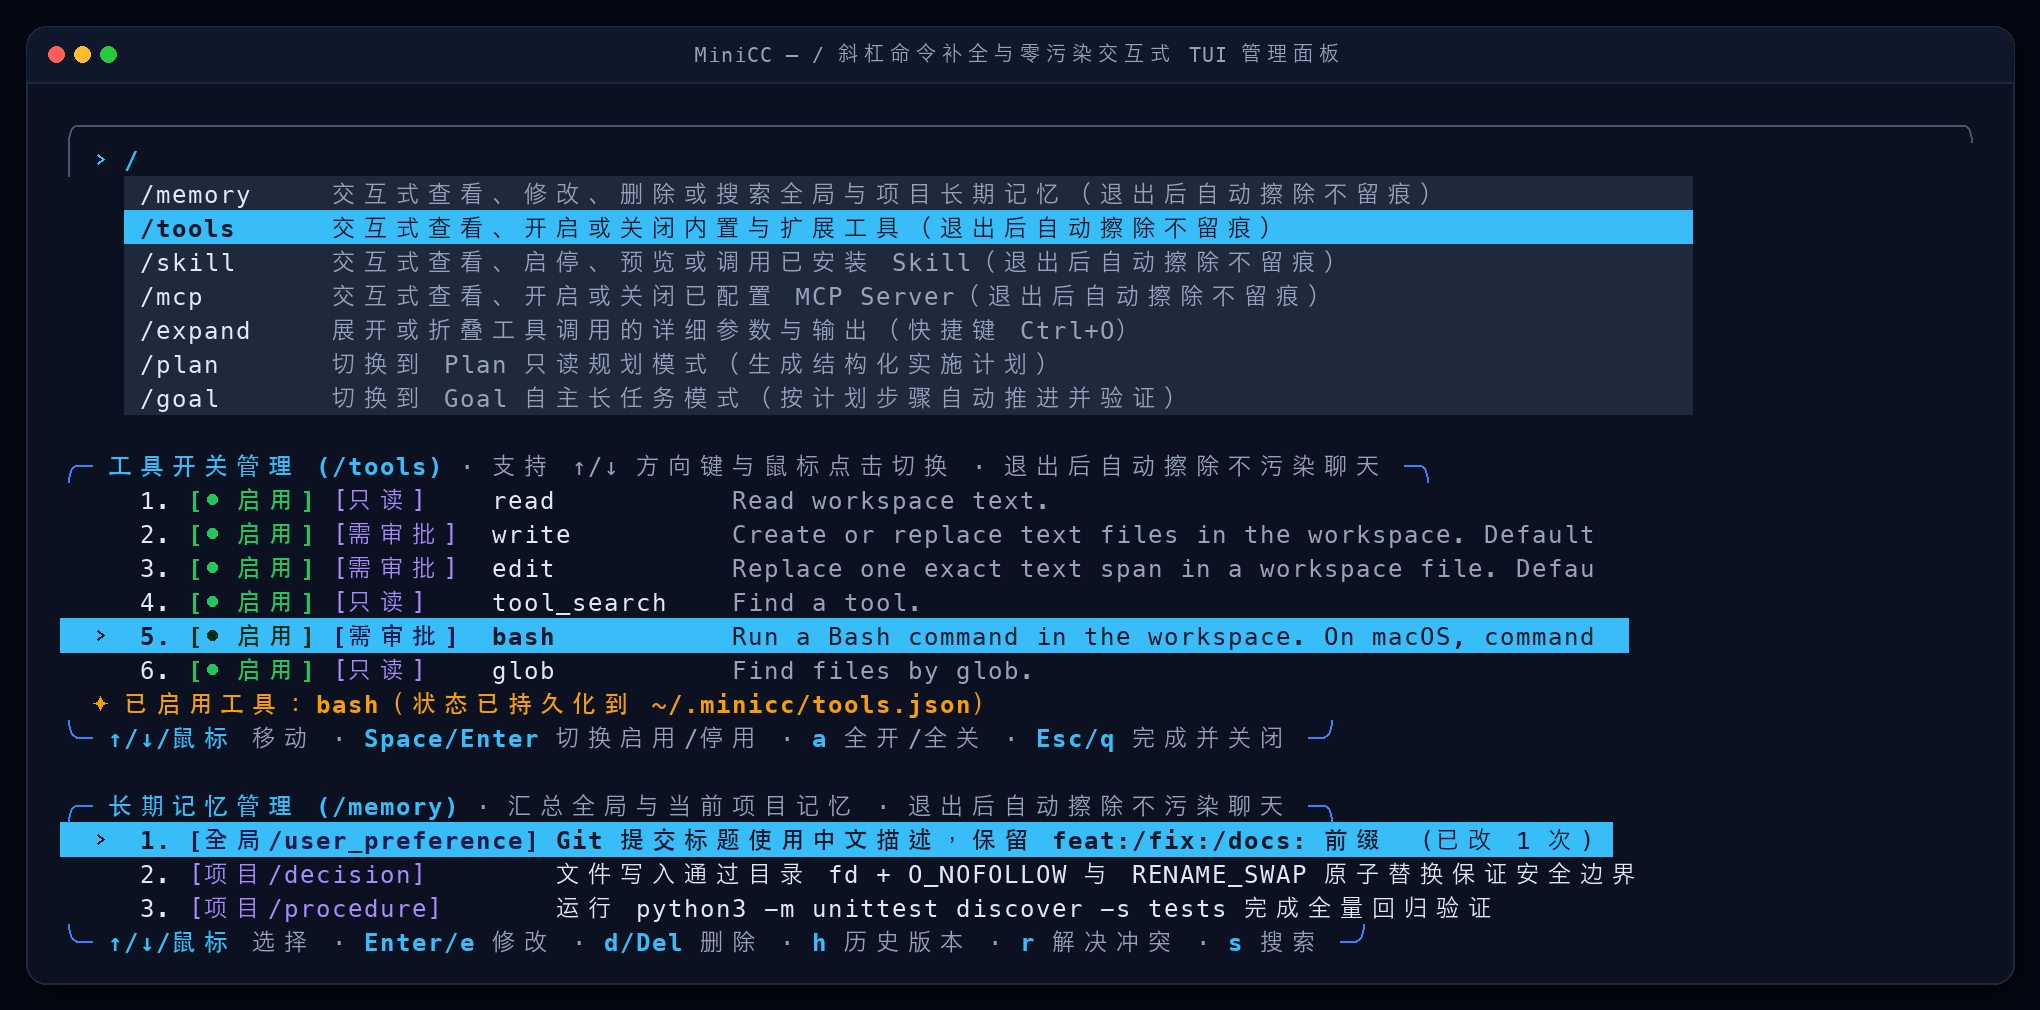 MiniCC — / 斜杠命令补全与零污染交互式 TUI 管理面板
> /
/memory 交互式查看、修改、删除或搜索全局与项目长期记忆（退出后自动擦除不留痕）
/tools 交互式查看、开启或关闭内置与扩展工具（退出后自动擦除不留痕）
/skill 交互式查看、启停、预览或调用已安装 Skill（退出后自动擦除不留痕）
/mcp 交互式查看、开启或关闭已配置 MCP Server（退出后自动擦除不留痕）
/expand 展开或折叠工具调用的详细参数与输出（快捷键 Ctrl+O）
/plan 切换到 Plan 只读规划模式（生成结构化实施计划）
/goal 切换到 Goal 自主长任务模式（按计划步骤自动推进并验证）
工具开关管理 (/tools) · 支持 ↑/↓ 方向键与鼠标点击切换 · 退出后自动擦除不污染聊天
1. [● 启用] [只读] read Read workspace text.
2. [● 启用] [需审批] write Create or replace text files in the workspace. Default
3. [● 启用] [需审批] edit Replace one exact text span in a workspace file. Defau
4. [● 启用] [只读] tool_search Find a tool.
> 5. [● 启用] [需审批] bash Run a Bash command in the workspace. On macOS, command
6. [● 启用] [只读] glob Find files by glob.
✦ 已启用工具：bash（状态已持久化到 ~/.minicc/tools.json）
↑/↓/鼠标 移动 · Space/Enter 切换启用/停用 · a 全开/全关 · Esc/q 完成并关闭
长期记忆管理 (/memory) · 汇总全局与当前项目记忆 · 退出后自动擦除不污染聊天
> 1. [全局/user_preference] Git 提交标题使用中文描述，保留 feat:/fix:/docs: 前缀 （已改 1 次）
2. [项目/decision] 文件写入通过目录 fd + O_NOFOLLOW 与 RENAME_SWAP 原子替换保证安全边界
3. [项目/procedure] 运行 python3 −m unittest discover −s tests 完成全量回归验证
↑/↓/鼠标 选择 · Enter/e 修改 · d/Del 删除 · h 历史版本 · r 解决冲突 · s 搜索